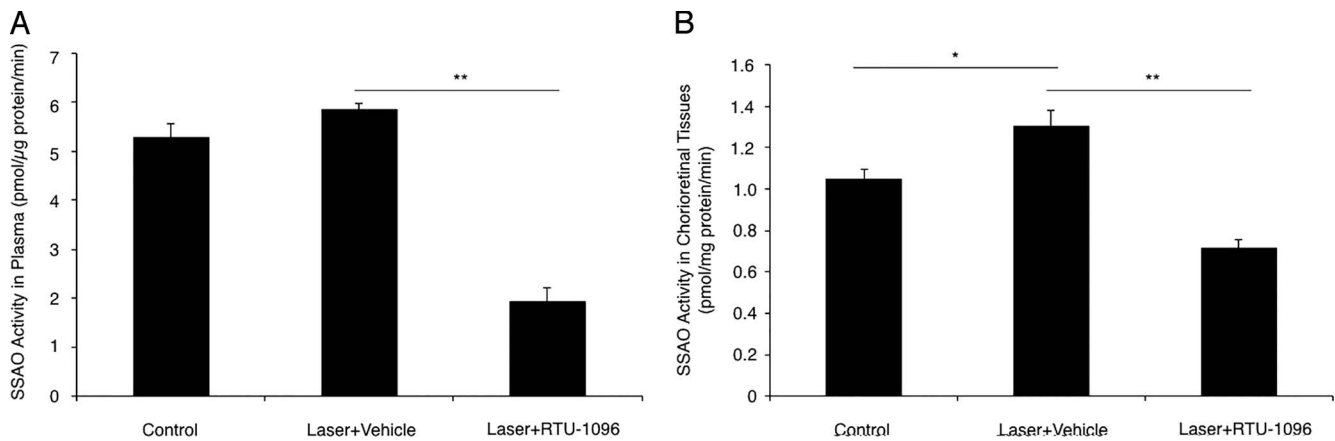 A
SSAO Activity in Plasma (pmol/µg protein/min)
7
6
5
4
3
2
1
0
**
Control
Laser+Vehicle
Laser+RTU-1096
B
SSAO Activity in Chorioretinal Tissues
(pmol/mg protein/min)
1.6
1.4
1.2
1.0
0.8
0.6
0.4
0.2
0
*
**
Control
Laser+Vehicle
Laser+RTU-1096